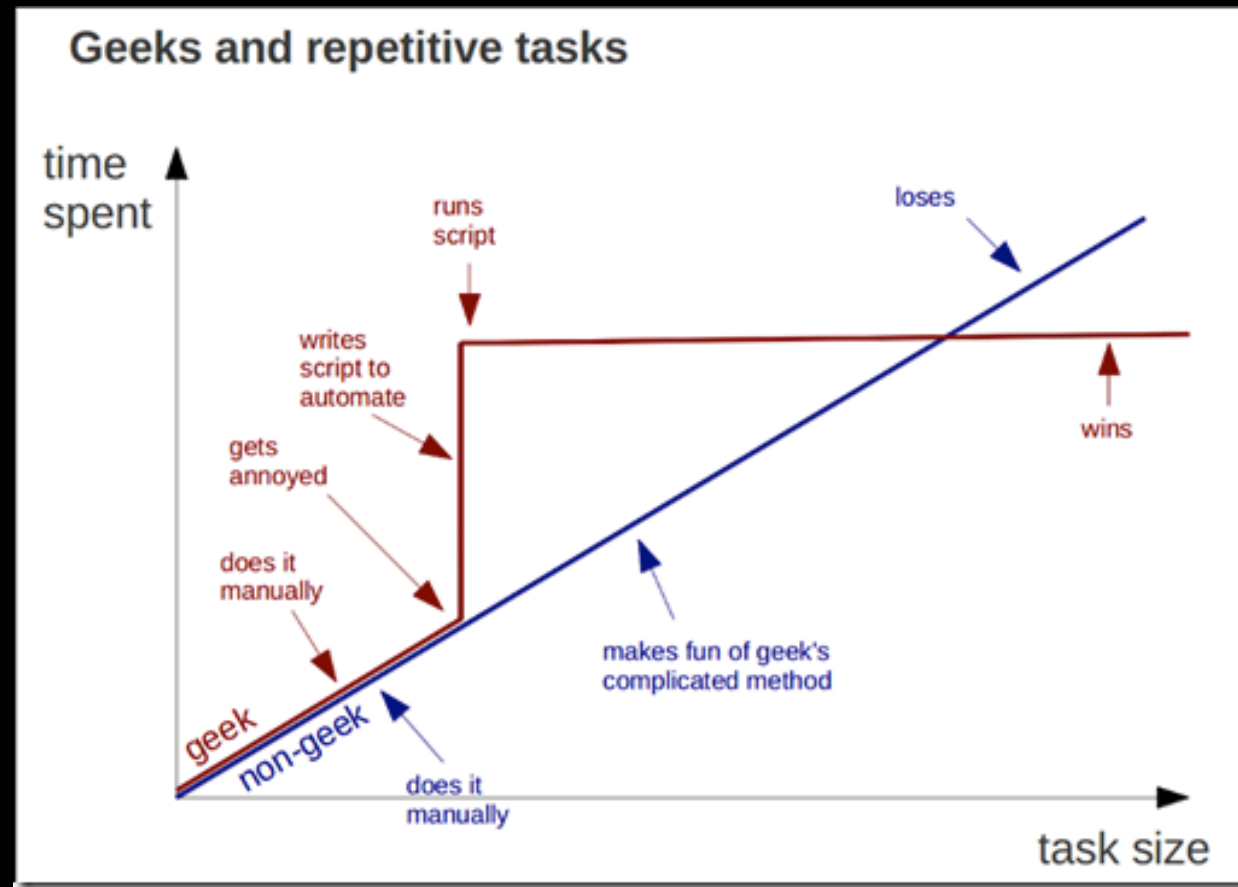 Geeks and repetitive tasks
time
spent
runs
script
loses
writes
script to
automate
gets
annoyed
wins
does it
manually
makes fun of geek's
complicated method
geek
non-geek
does it
manually
task size